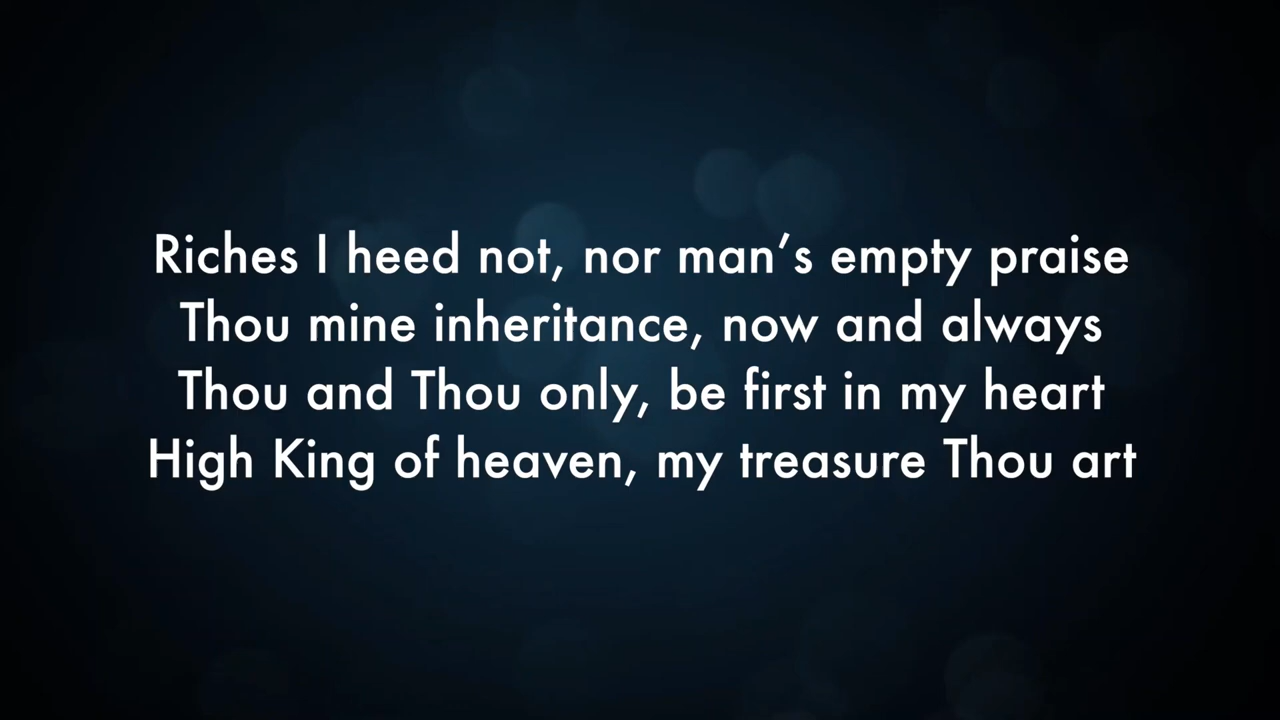 Riches I heed not, nor man’s empty praise
Thou mine inheritance, now and always
Thou and Thou only, be first in my heart
High King of heaven, my treasure Thou art